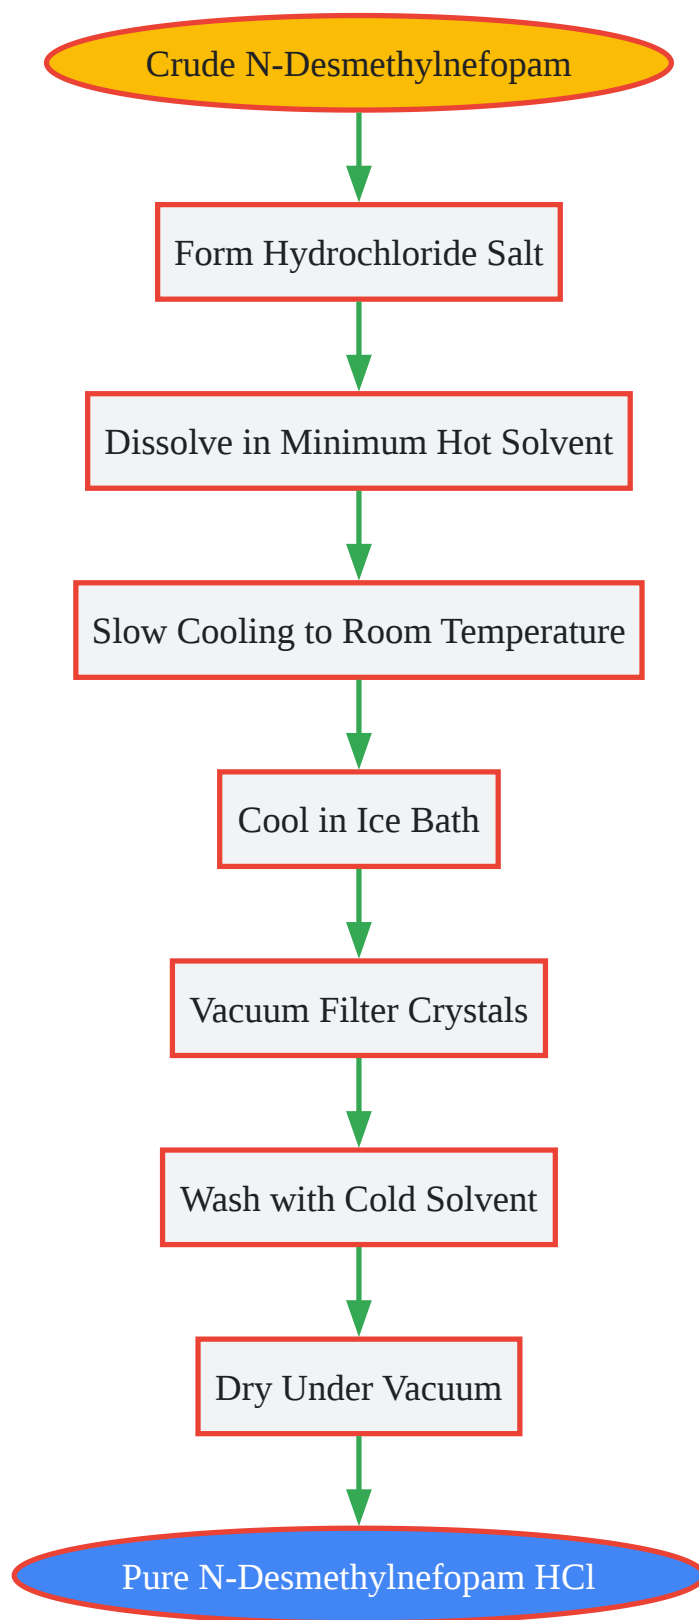 Crude N-Desmethylnefopam
Form Hydrochloride Salt
Dissolve in Minimum Hot Solvent
Slow Cooling to Room Temperature
Cool in Ice Bath
Vacuum Filter Crystals
Wash with Cold Solvent
Dry Under Vacuum
Pure N-Desmethylnefopam HCl